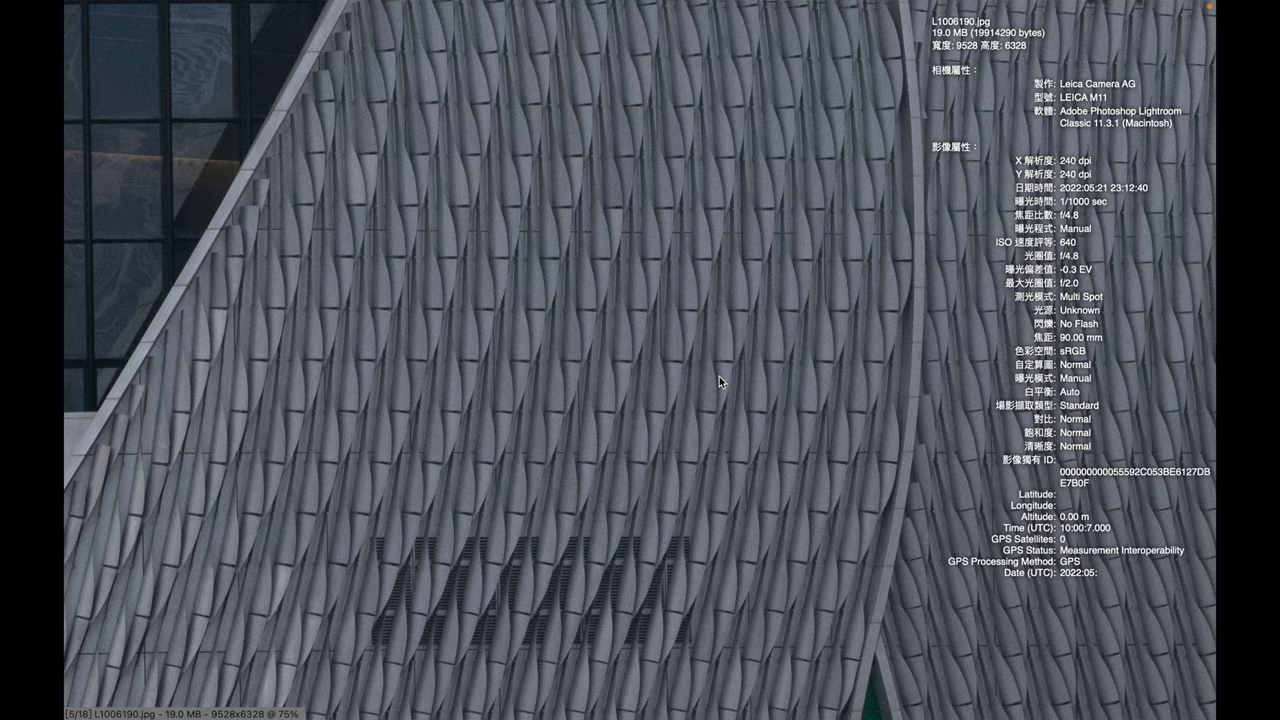 L1006190.jpg
19.0 MB (19914290 bytes)
寬度: 9528 高度: 6328
相機屬性：
製作: Leica Camera AG
型號: LEICA M11
軟體: Adobe Photoshop Lightroom
Classic 11.3.1 (Macintosh)
影像屬性：
X 解析度: 240 dpi
Y 解析度: 240 dpi
日期時間: 2022:05:21 23:12:40
曝光時間: 1/1000 sec
焦距比數: f/4.8
曝光程式: Manual
ISO 速度評等: 640
光圈值: f/4.8
曝光偏差值: -0.3 EV
最大光圈值: f/2.0
測光模式: Multi Spot
光源: Unknown
閃爍: No Flash
焦距: 90.00 mm
色彩空間: sRGB
自定算圖: Normal
曝光模式: Manual
白平衡: Auto
場影擷取類型: Standard
對比: Normal
飽和度: Normal
清晰度: Normal
影像獨有 ID:
000000000055592C053BE6127DB
E7B0F
Latitude:
Longitude:
Altitude: 0.00 m
Time (UTC): 10:00:7.000
GPS Satellites: 0
GPS Status: Measurement Interoperability
GPS Processing Method: GPS
Date (UTC): 2022:05:
[5/18] L1006190.jpg - 19.0 MB - 9528x6328 @ 75%